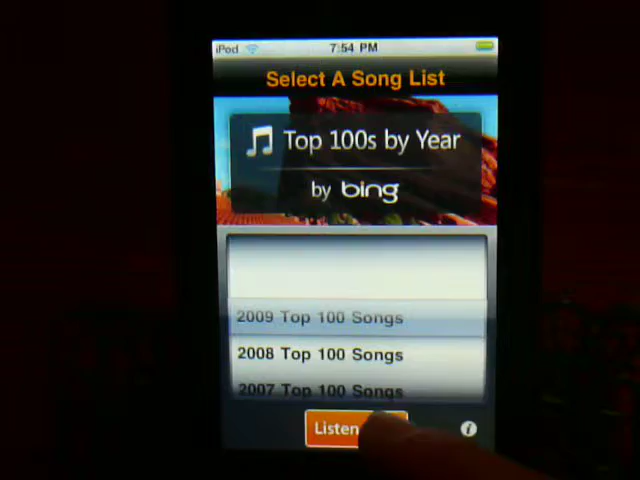 iPod 7:54 PM
Select A Song List
Top 100s by Year
by bing
2009 Top 100 Songs
2008 Top 100 Songs
2007 Top 100 Songs
Listen
i